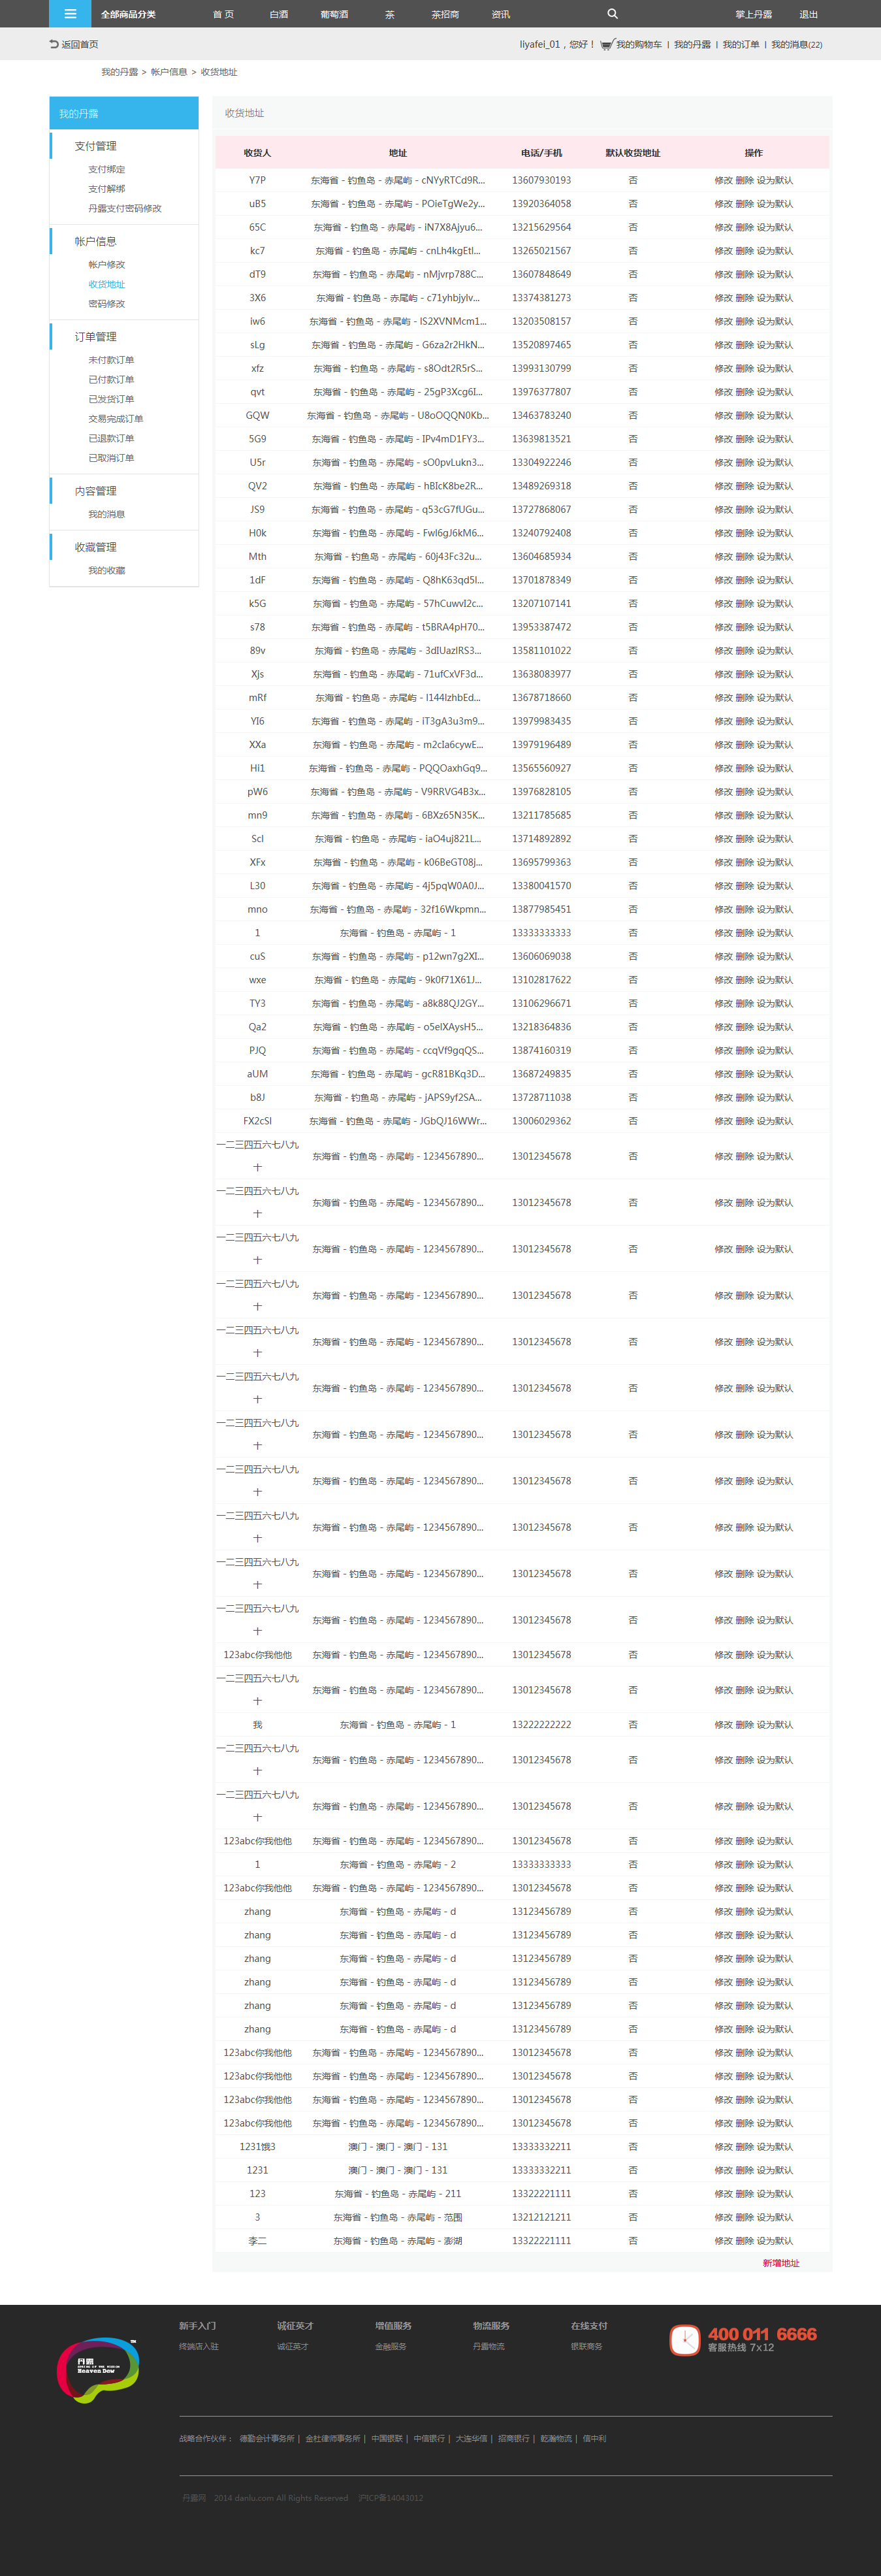 全部商品分类 首 页 白酒 葡萄酒 茶 茶招商 资讯 掌上丹露 退出
返回首页 liyafei_01，您好！ 我的购物车 | 我的丹露 | 我的订单 | 我的消息(22)
我的丹露 > 帐户信息 > 收货地址
我的丹露
支付管理
支付绑定
支付解绑
丹露支付密码修改
帐户信息
帐户修改
收货地址
密码修改
订单管理
未付款订单
已付款订单
已发货订单
交易完成订单
已退款订单
已取消订单
内容管理
我的消息
收藏管理
我的收藏
收货地址
收货人 地址 电话/手机 默认收货地址 操作
Y7P 东海省 - 钓鱼岛 - 赤尾屿 - cNYyRTCd9R... 13607930193 否 修改 删除 设为默认
uB5 东海省 - 钓鱼岛 - 赤尾屿 - POieTgWe2y... 13920364058 否 修改 删除 设为默认
65C 东海省 - 钓鱼岛 - 赤尾屿 - lN7X8Ajyu6... 13215629564 否 修改 删除 设为默认
kc7 东海省 - 钓鱼岛 - 赤尾屿 - cnLh4kgEtl... 13265021567 否 修改 删除 设为默认
dT9 东海省 - 钓鱼岛 - 赤尾屿 - nMjvrp788C... 13607848649 否 修改 删除 设为默认
3X6 东海省 - 钓鱼岛 - 赤尾屿 - c71yhbjylv... 13374381273 否 修改 删除 设为默认
iw6 东海省 - 钓鱼岛 - 赤尾屿 - lS2XVNMcm1... 13203508157 否 修改 删除 设为默认
sLg 东海省 - 钓鱼岛 - 赤尾屿 - G6za2r2HkN... 13520897465 否 修改 删除 设为默认
xfz 东海省 - 钓鱼岛 - 赤尾屿 - s8Odt2R5rS... 13993130799 否 修改 删除 设为默认
qvt 东海省 - 钓鱼岛 - 赤尾屿 - 25gP3Xcg6I... 13976377807 否 修改 删除 设为默认
GQW 东海省 - 钓鱼岛 - 赤尾屿 - U8oOQQN0Kb... 13463783240 否 修改 删除 设为默认
5G9 东海省 - 钓鱼岛 - 赤尾屿 - IPv4mD1FY3... 13639813521 否 修改 删除 设为默认
U5r 东海省 - 钓鱼岛 - 赤尾屿 - sO0pvLukn3... 13304922246 否 修改 删除 设为默认
QV2 东海省 - 钓鱼岛 - 赤尾屿 - hBIcK8be2R... 13489269318 否 修改 删除 设为默认
JS9 东海省 - 钓鱼岛 - 赤尾屿 - q53cG7fUGu... 13727868067 否 修改 删除 设为默认
H0k 东海省 - 钓鱼岛 - 赤尾屿 - Fwl6gJ6kM6... 13240792408 否 修改 删除 设为默认
Mth 东海省 - 钓鱼岛 - 赤尾屿 - 60j43Fc32u... 13604685934 否 修改 删除 设为默认
1dF 东海省 - 钓鱼岛 - 赤尾屿 - Q8hK63qd5l... 13701878349 否 修改 删除 设为默认
k5G 东海省 - 钓鱼岛 - 赤尾屿 - 57hCuwvI2c... 13207107141 否 修改 删除 设为默认
s78 东海省 - 钓鱼岛 - 赤尾屿 - t5BRA4pH70... 13953387472 否 修改 删除 设为默认
89v 东海省 - 钓鱼岛 - 赤尾屿 - 3dIUazlRS3... 13581101022 否 修改 删除 设为默认
Xjs 东海省 - 钓鱼岛 - 赤尾屿 - 71ufCxVF3d... 13638083977 否 修改 删除 设为默认
mRf 东海省 - 钓鱼岛 - 赤尾屿 - l144lzhbEd... 13678718660 否 修改 删除 设为默认
YI6 东海省 - 钓鱼岛 - 赤尾屿 - iT3gA3u3m9... 13979983435 否 修改 删除 设为默认
XXa 东海省 - 钓鱼岛 - 赤尾屿 - m2cIa6cywE... 13979196489 否 修改 删除 设为默认
Hi1 东海省 - 钓鱼岛 - 赤尾屿 - PQQOaxhGq9... 13565560927 否 修改 删除 设为默认
pW6 东海省 - 钓鱼岛 - 赤尾屿 - V9RRVG4B3x... 13976828105 否 修改 删除 设为默认
mn9 东海省 - 钓鱼岛 - 赤尾屿 - 6BXz65N35K... 13211785685 否 修改 删除 设为默认
Scl 东海省 - 钓鱼岛 - 赤尾屿 - iaO4uj821L... 13714892892 否 修改 删除 设为默认
XFx 东海省 - 钓鱼岛 - 赤尾屿 - k06BeGT08j... 13695799363 否 修改 删除 设为默认
L30 东海省 - 钓鱼岛 - 赤尾屿 - 4j5pqW0A0J... 13380041570 否 修改 删除 设为默认
mno 东海省 - 钓鱼岛 - 赤尾屿 - 32f16Wkpmn... 13877985451 否 修改 删除 设为默认
1 东海省 - 钓鱼岛 - 赤尾屿 - 1 13333333333 否 修改 删除 设为默认
cuS 东海省 - 钓鱼岛 - 赤尾屿 - p12wn7g2XI... 13606069038 否 修改 删除 设为默认
wxe 东海省 - 钓鱼岛 - 赤尾屿 - 9k0f71X61J... 13102817622 否 修改 删除 设为默认
TY3 东海省 - 钓鱼岛 - 赤尾屿 - a8k88QJ2GY... 13106296671 否 修改 删除 设为默认
Qa2 东海省 - 钓鱼岛 - 赤尾屿 - o5elXAysH5... 13218364836 否 修改 删除 设为默认
PJQ 东海省 - 钓鱼岛 - 赤尾屿 - ccqVf9gqQS... 13874160319 否 修改 删除 设为默认
aUM 东海省 - 钓鱼岛 - 赤尾屿 - gcR81BKq3D... 13687249835 否 修改 删除 设为默认
b8J 东海省 - 钓鱼岛 - 赤尾屿 - jAPS9yf2SA... 13728711038 否 修改 删除 设为默认
FX2cSl 东海省 - 钓鱼岛 - 赤尾屿 - JGbQJ16WWr... 13006029362 否 修改 删除 设为默认
一二三四五六七八九
十 东海省 - 钓鱼岛 - 赤尾屿 - 1234567890... 13012345678 否 修改 删除 设为默认
一二三四五六七八九
十 东海省 - 钓鱼岛 - 赤尾屿 - 1234567890... 13012345678 否 修改 删除 设为默认
一二三四五六七八九
十 东海省 - 钓鱼岛 - 赤尾屿 - 1234567890... 13012345678 否 修改 删除 设为默认
一二三四五六七八九
十 东海省 - 钓鱼岛 - 赤尾屿 - 1234567890... 13012345678 否 修改 删除 设为默认
一二三四五六七八九
十 东海省 - 钓鱼岛 - 赤尾屿 - 1234567890... 13012345678 否 修改 删除 设为默认
一二三四五六七八九
十 东海省 - 钓鱼岛 - 赤尾屿 - 1234567890... 13012345678 否 修改 删除 设为默认
一二三四五六七八九
十 东海省 - 钓鱼岛 - 赤尾屿 - 1234567890... 13012345678 否 修改 删除 设为默认
一二三四五六七八九
十 东海省 - 钓鱼岛 - 赤尾屿 - 1234567890... 13012345678 否 修改 删除 设为默认
一二三四五六七八九
十 东海省 - 钓鱼岛 - 赤尾屿 - 1234567890... 13012345678 否 修改 删除 设为默认
一二三四五六七八九
十 东海省 - 钓鱼岛 - 赤尾屿 - 1234567890... 13012345678 否 修改 删除 设为默认
一二三四五六七八九
十 东海省 - 钓鱼岛 - 赤尾屿 - 1234567890... 13012345678 否 修改 删除 设为默认
123abc你我他他 东海省 - 钓鱼岛 - 赤尾屿 - 1234567890... 13012345678 否 修改 删除 设为默认
一二三四五六七八九
十 东海省 - 钓鱼岛 - 赤尾屿 - 1234567890... 13012345678 否 修改 删除 设为默认
我 东海省 - 钓鱼岛 - 赤尾屿 - 1 13222222222 否 修改 删除 设为默认
一二三四五六七八九
十 东海省 - 钓鱼岛 - 赤尾屿 - 1234567890... 13012345678 否 修改 删除 设为默认
一二三四五六七八九
十 东海省 - 钓鱼岛 - 赤尾屿 - 1234567890... 13012345678 否 修改 删除 设为默认
123abc你我他他 东海省 - 钓鱼岛 - 赤尾屿 - 1234567890... 13012345678 否 修改 删除 设为默认
1 东海省 - 钓鱼岛 - 赤尾屿 - 2 13333333333 否 修改 删除 设为默认
123abc你我他他 东海省 - 钓鱼岛 - 赤尾屿 - 1234567890... 13012345678 否 修改 删除 设为默认
zhang 东海省 - 钓鱼岛 - 赤尾屿 - d 13123456789 否 修改 删除 设为默认
zhang 东海省 - 钓鱼岛 - 赤尾屿 - d 13123456789 否 修改 删除 设为默认
zhang 东海省 - 钓鱼岛 - 赤尾屿 - d 13123456789 否 修改 删除 设为默认
zhang 东海省 - 钓鱼岛 - 赤尾屿 - d 13123456789 否 修改 删除 设为默认
zhang 东海省 - 钓鱼岛 - 赤尾屿 - d 13123456789 否 修改 删除 设为默认
zhang 东海省 - 钓鱼岛 - 赤尾屿 - d 13123456789 否 修改 删除 设为默认
123abc你我他他 东海省 - 钓鱼岛 - 赤尾屿 - 1234567890... 13012345678 否 修改 删除 设为默认
123abc你我他他 东海省 - 钓鱼岛 - 赤尾屿 - 1234567890... 13012345678 否 修改 删除 设为默认
123abc你我他他 东海省 - 钓鱼岛 - 赤尾屿 - 1234567890... 13012345678 否 修改 删除 设为默认
123abc你我他他 东海省 - 钓鱼岛 - 赤尾屿 - 1234567890... 13012345678 否 修改 删除 设为默认
1231饿3 澳门 - 澳门 - 澳门 - 131 13333332211 否 修改 删除 设为默认
1231 澳门 - 澳门 - 澳门 - 131 13333332211 否 修改 删除 设为默认
123 东海省 - 钓鱼岛 - 赤尾屿 - 211 13322221111 否 修改 删除 设为默认
3 东海省 - 钓鱼岛 - 赤尾屿 - 范围 13212121211 否 修改 删除 设为默认
李二 东海省 - 钓鱼岛 - 赤尾屿 - 澎湖 13322221111 否 修改 删除 设为默认
新增地址
新手入门 诚征英才 增值服务 物流服务 在线支付
终端店入驻 诚征英才 金融服务 丹露物流 银联商务
400 011 6666
客服热线 7x12
丹露
Heaven Dew
战略合作伙伴： 德勤会计事务所 | 金杜律师事务所 | 中国银联 | 中信银行 | 大连华信 | 招商银行 | 乾瀚物流 | 信中利
丹露网 2014 danlu.com All Rights Reserved 沪ICP备14043012